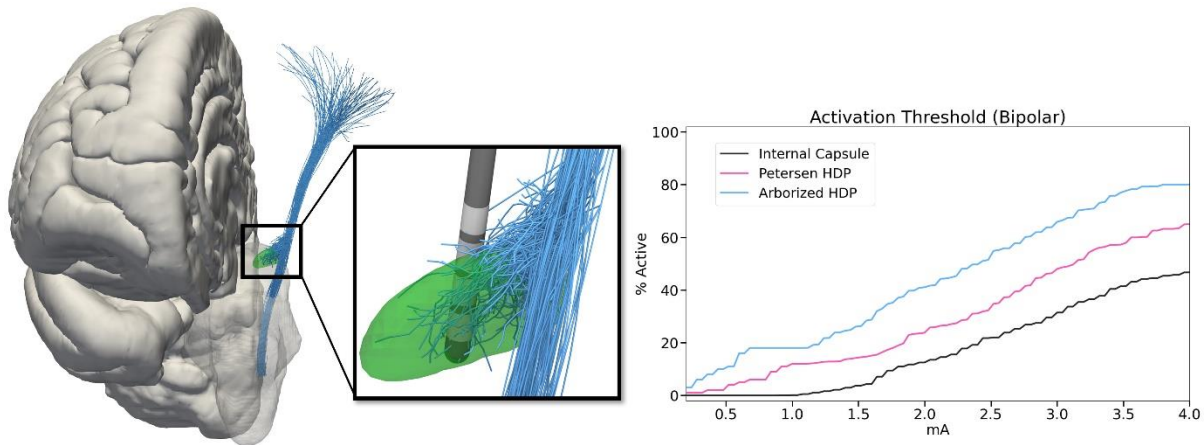 Activation Threshold (Bipolar)
100
80
60
40
20
0
% Active
Internal Capsule
Petersen HDP
Arborized HDP
0.5 1.0 1.5 2.0 2.5 3.0 3.5 4.0
mA